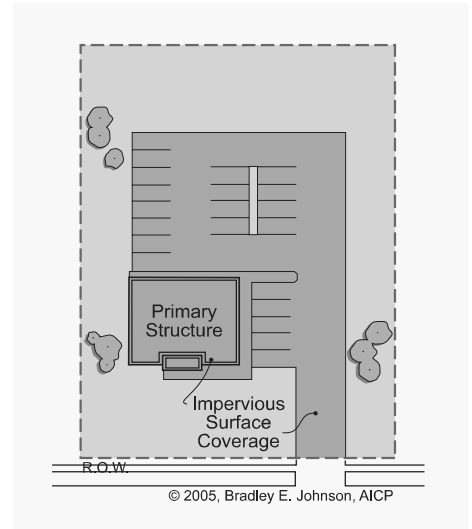 Primary
Structure
Impervious
Surface
Coverage
R.O.W.
© 2005, Bradley E. Johnson, AICP